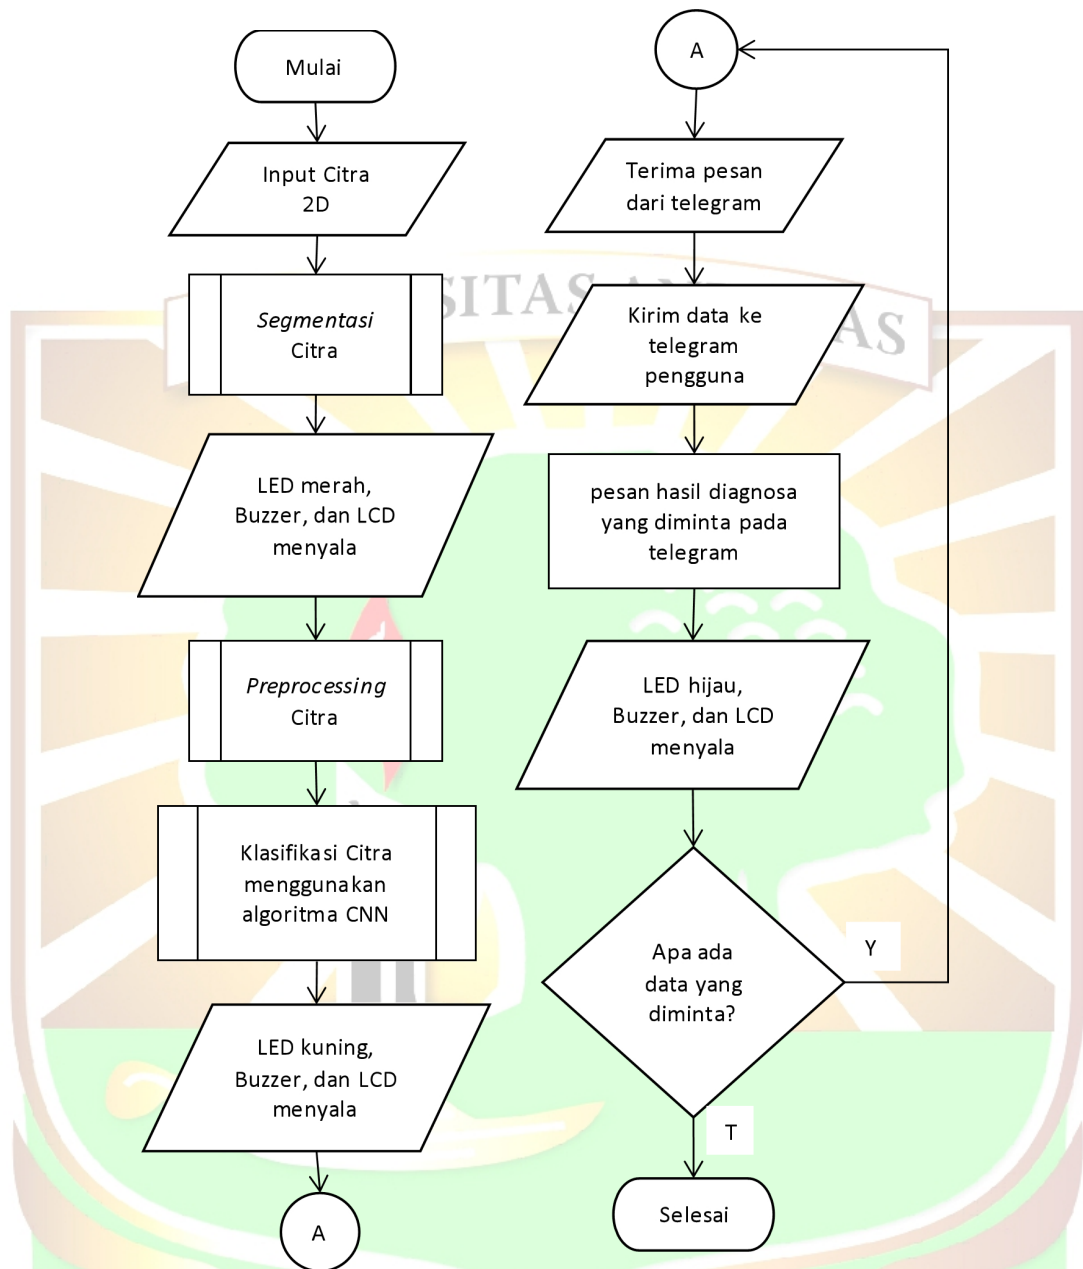 Mulai
Input Citra
2D
Segmentasi
Citra
LED merah,
Buzzer, dan LCD
menyala
Preprocessing
Citra
Klasifikasi Citra
menggunakan
algoritma CNN
LED kuning,
Buzzer, dan LCD
menyala
A
A
Terima pesan
dari telegram
Kirim data ke
telegram
pengguna
pesan hasil diagnosa
yang diminta pada
telegram
LED hijau,
Buzzer, dan LCD
menyala
Apa ada
data yang
diminta?
Y
T
Selesai